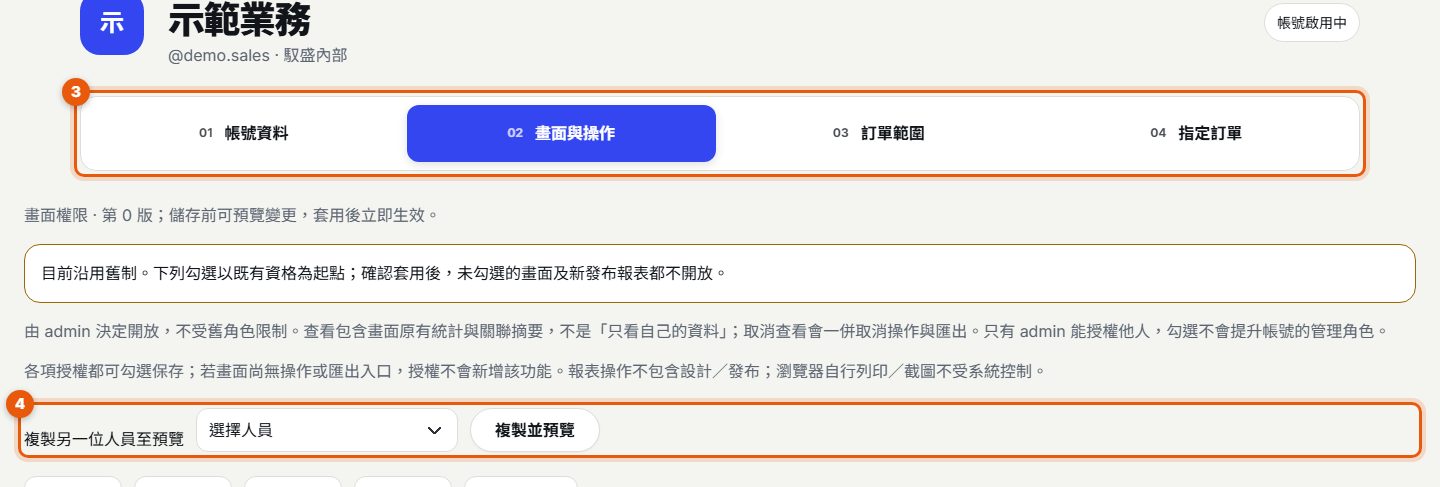 示
示範業務
帳號啟用中
@demo.sales · 馭盛內部
3
01 帳號資料
02 畫面與操作
03 訂單範圍
04 指定訂單
畫面權限 · 第 0 版；儲存前可預覽變更，套用後立即生效。
目前沿用舊制。下列勾選以既有資格為起點；確認套用後，未勾選的畫面及新發布報表都不開放。
由 admin 決定開放，不受舊角色限制。查看包含畫面原有統計與關聯摘要，不是「只看自己的資料」；取消查看會一併取消操作與匯出。只有 admin 能授權他人，勾選不會提升帳號的管理角色。
各項授權都可勾選保存；若畫面尚無操作或匯出入口，授權不會新增該功能。報表操作不包含設計／發布；瀏覽器自行列印／截圖不受系統控制。
4
複製另一位人員至預覽
選擇人員
複製並預覽